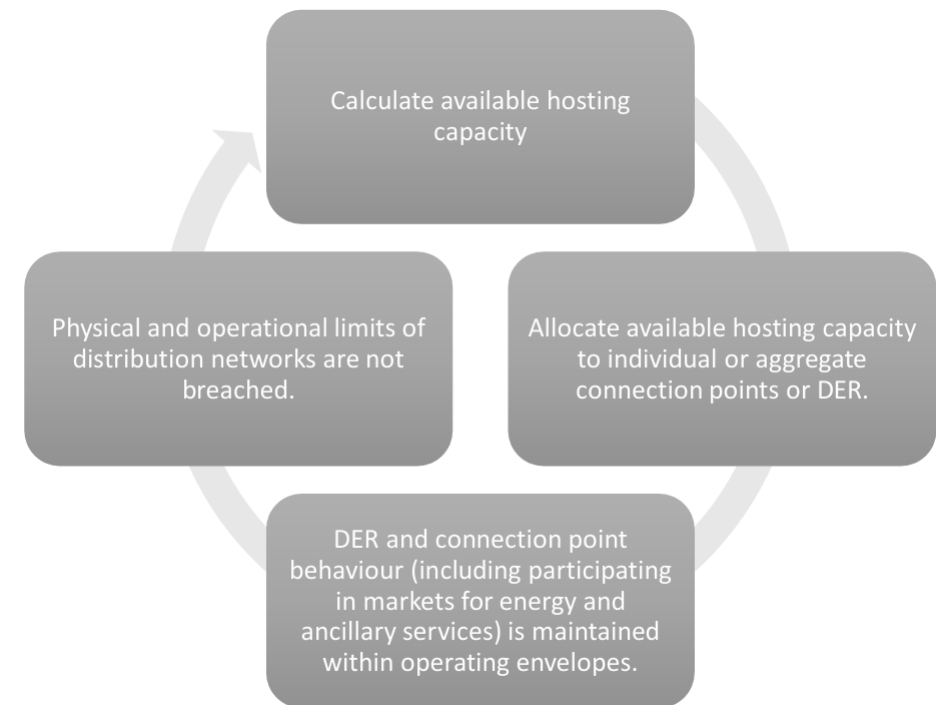 Calculate available hosting
capacity
Allocate available hosting capacity
to individual or aggregate
connection points or DER.
DER and connection point
behaviour (including participating
in markets for energy and
ancillary services) is maintained
within operating envelopes.
Physical and operational limits of
distribution networks are not
breached.